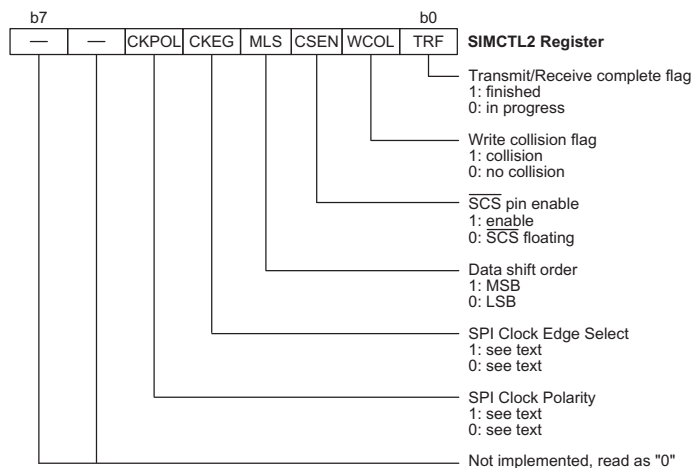 b7 b0
— — CKPOL CKEG MLS CSEN WCOL TRF SIMCTL2 Register
Transmit/Receive complete flag
1: finished
0: in progress
Write collision flag
1: collision
0: no collision
SCS pin enable
1: enable
0: SCS floating
Data shift order
1: MSB
0: LSB
SPI Clock Edge Select
1: see text
0: see text
SPI Clock Polarity
1: see text
0: see text
Not implemented, read as "0"